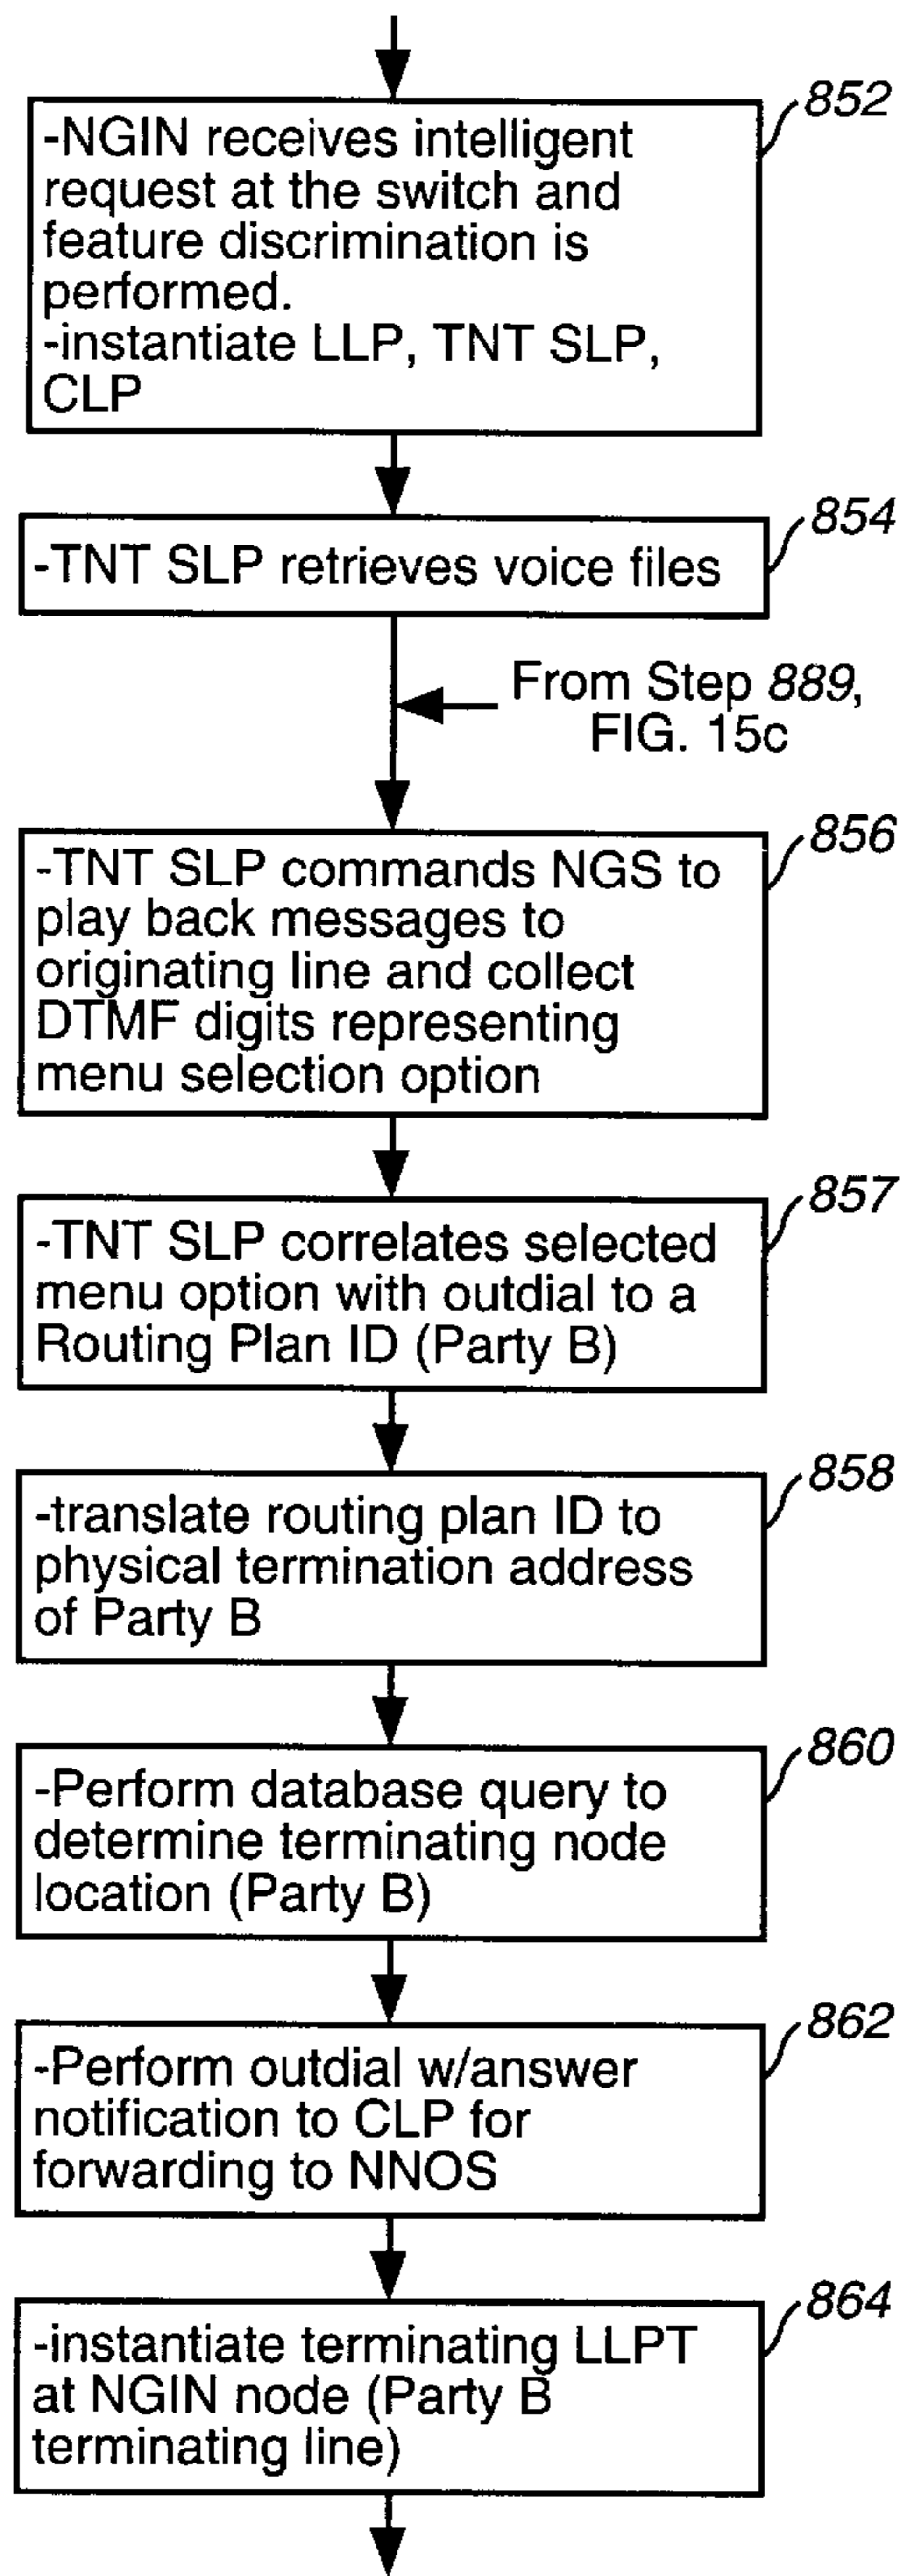 852
-NGIN receives intelligent
request at the switch and
feature discrimination is
performed.
-instantiate LLP, TNT SLP,
CLP
854
-TNT SLP retrieves voice files
From Step 889,
FIG. 15c
856
-TNT SLP commands NGS to
play back messages to
originating line and collect
DTMF digits representing
menu selection option
857
-TNT SLP correlates selected
menu option with outdial to a
Routing Plan ID (Party B)
858
-translate routing plan ID to
physical termination address
of Party B
860
-Perform database query to
determine terminating node
location (Party B)
862
-Perform outdial w/answer
notification to CLP for
forwarding to NNOS
864
-instantiate terminating LLPT
at NGIN node (Party B
terminating line)